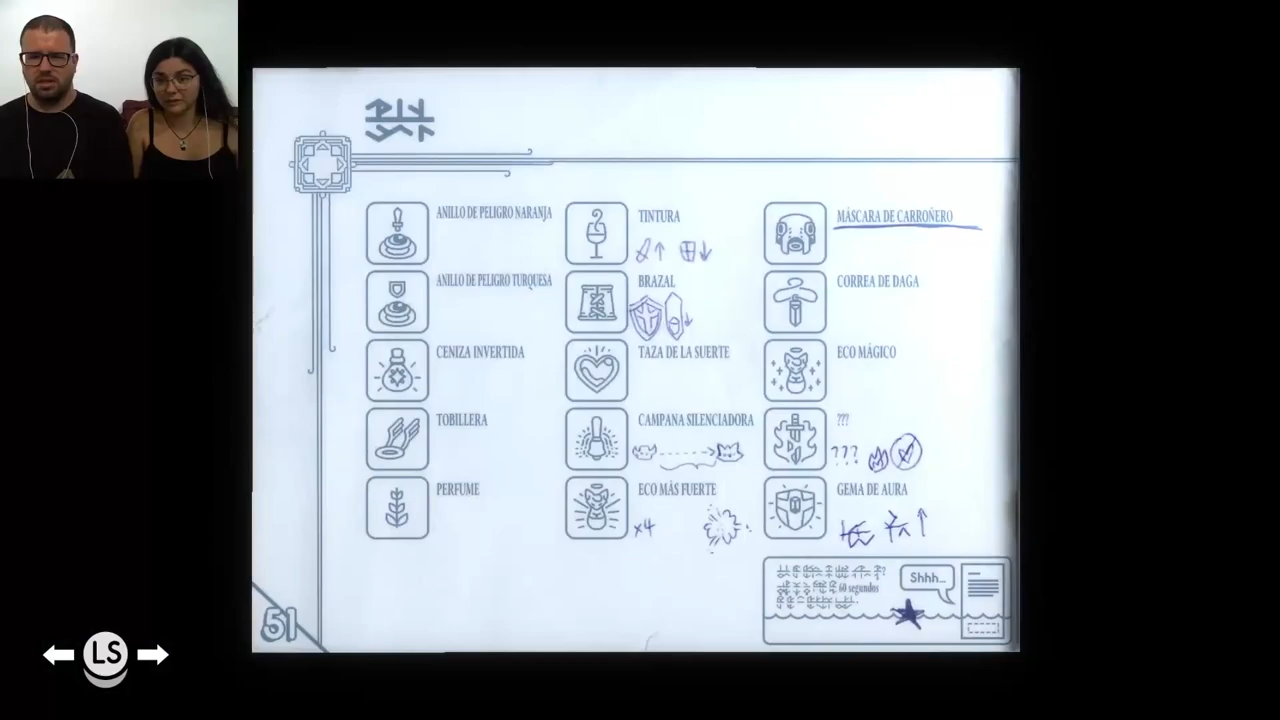 ANILLO DE PELIGRO NARANJA
TINTURA
MÁSCARA DE CARROÑERO
ANILLO DE PELIGRO TURQUESA
BRAZAL
CORREA DE DAGA
CENIZA INVERTIDA
TAZA DE LA SUERTE
ECO MÁGICO
TOBILLERA
CAMPANA SILENCIADORA
???
???
PERFUME
ECO MÁS FUERTE
x4
GEMA DE AURA
?
60 segundos
Shhh...
51
LS